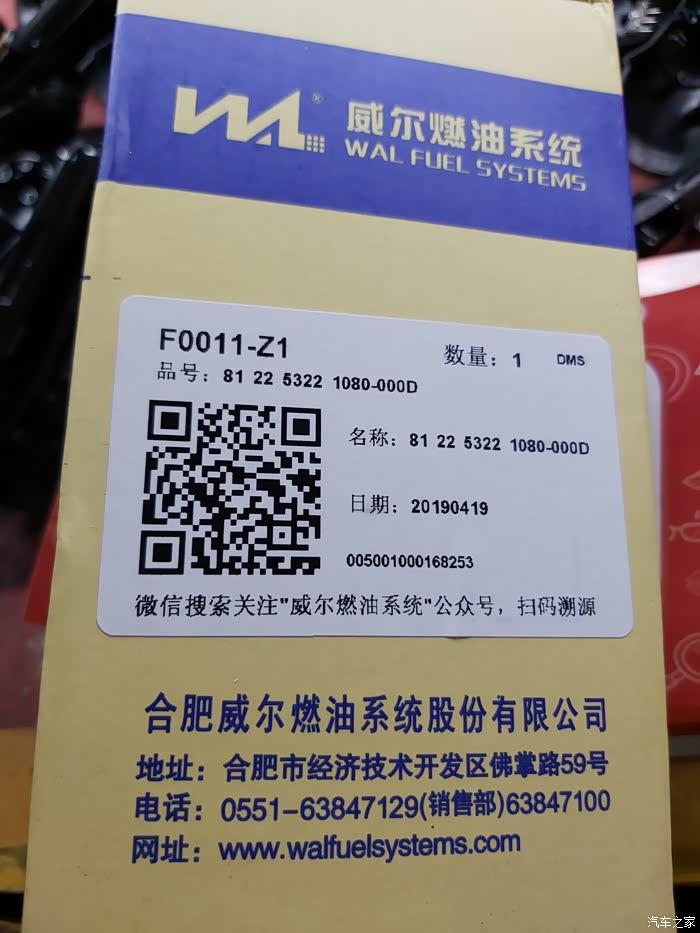 WAL® 威尔燃油系统
WAL FUEL SYSTEMS
F0011-Z1
数量：1 DMS
品号：81 22 5322 1080-000D
名称：81 22 5322 1080-000D
日期：20190419
005001000168253
微信搜索关注"威尔燃油系统"公众号，扫码溯源
合肥威尔燃油系统股份有限公司
地址：合肥市经济技术开发区佛掌路59号
电话：0551-63847129(销售部)63847100
网址：www.walfuelsystems.com
汽车之家